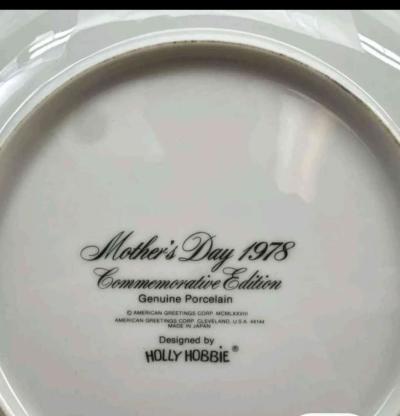 Mother's Day 1978
Commemorative Edition
Genuine Porcelain
© AMERICAN GREETINGS CORP. MCMLXXVIII
AMERICAN GREETINGS CORP. CLEVELAND, U.S.A. 44144
MADE IN JAPAN
Designed by
HOLLY HOBBIE®